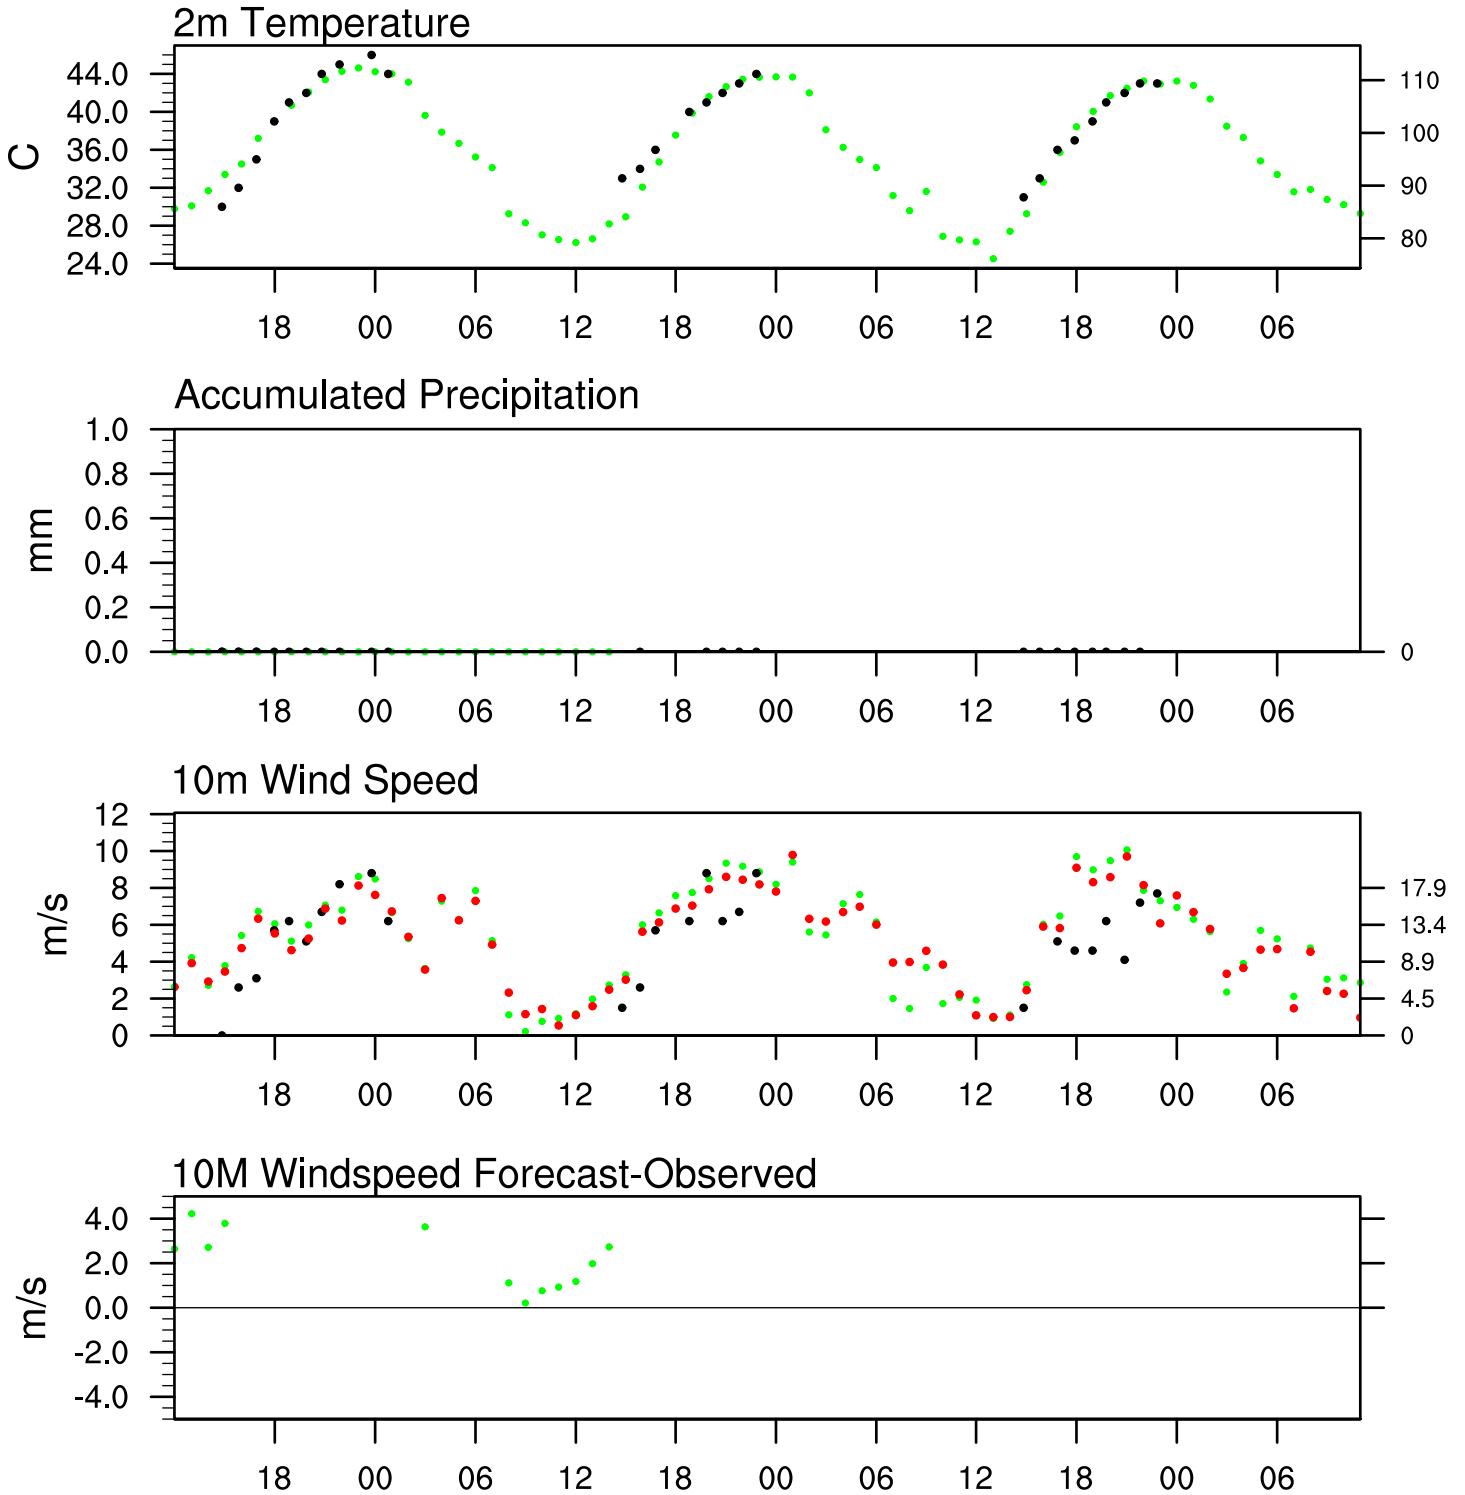 2m Temperature
44.0
40.0
36.0
32.0
28.0
24.0
C
110
100
90
80
18 00 06 12 18 00 06 12 18 00 06
Accumulated Precipitation
1.0
0.8
0.6
0.4
0.2
0.0
mm
0
18 00 06 12 18 00 06 12 18 00 06
10m Wind Speed
12
10
8
6
4
2
0
m/s
17.9
13.4
8.9
4.5
0
18 00 06 12 18 00 06 12 18 00 06
10M Windspeed Forecast-Observed
4.0
2.0
0.0
-2.0
-4.0
m/s
18 00 06 12 18 00 06 12 18 00 06